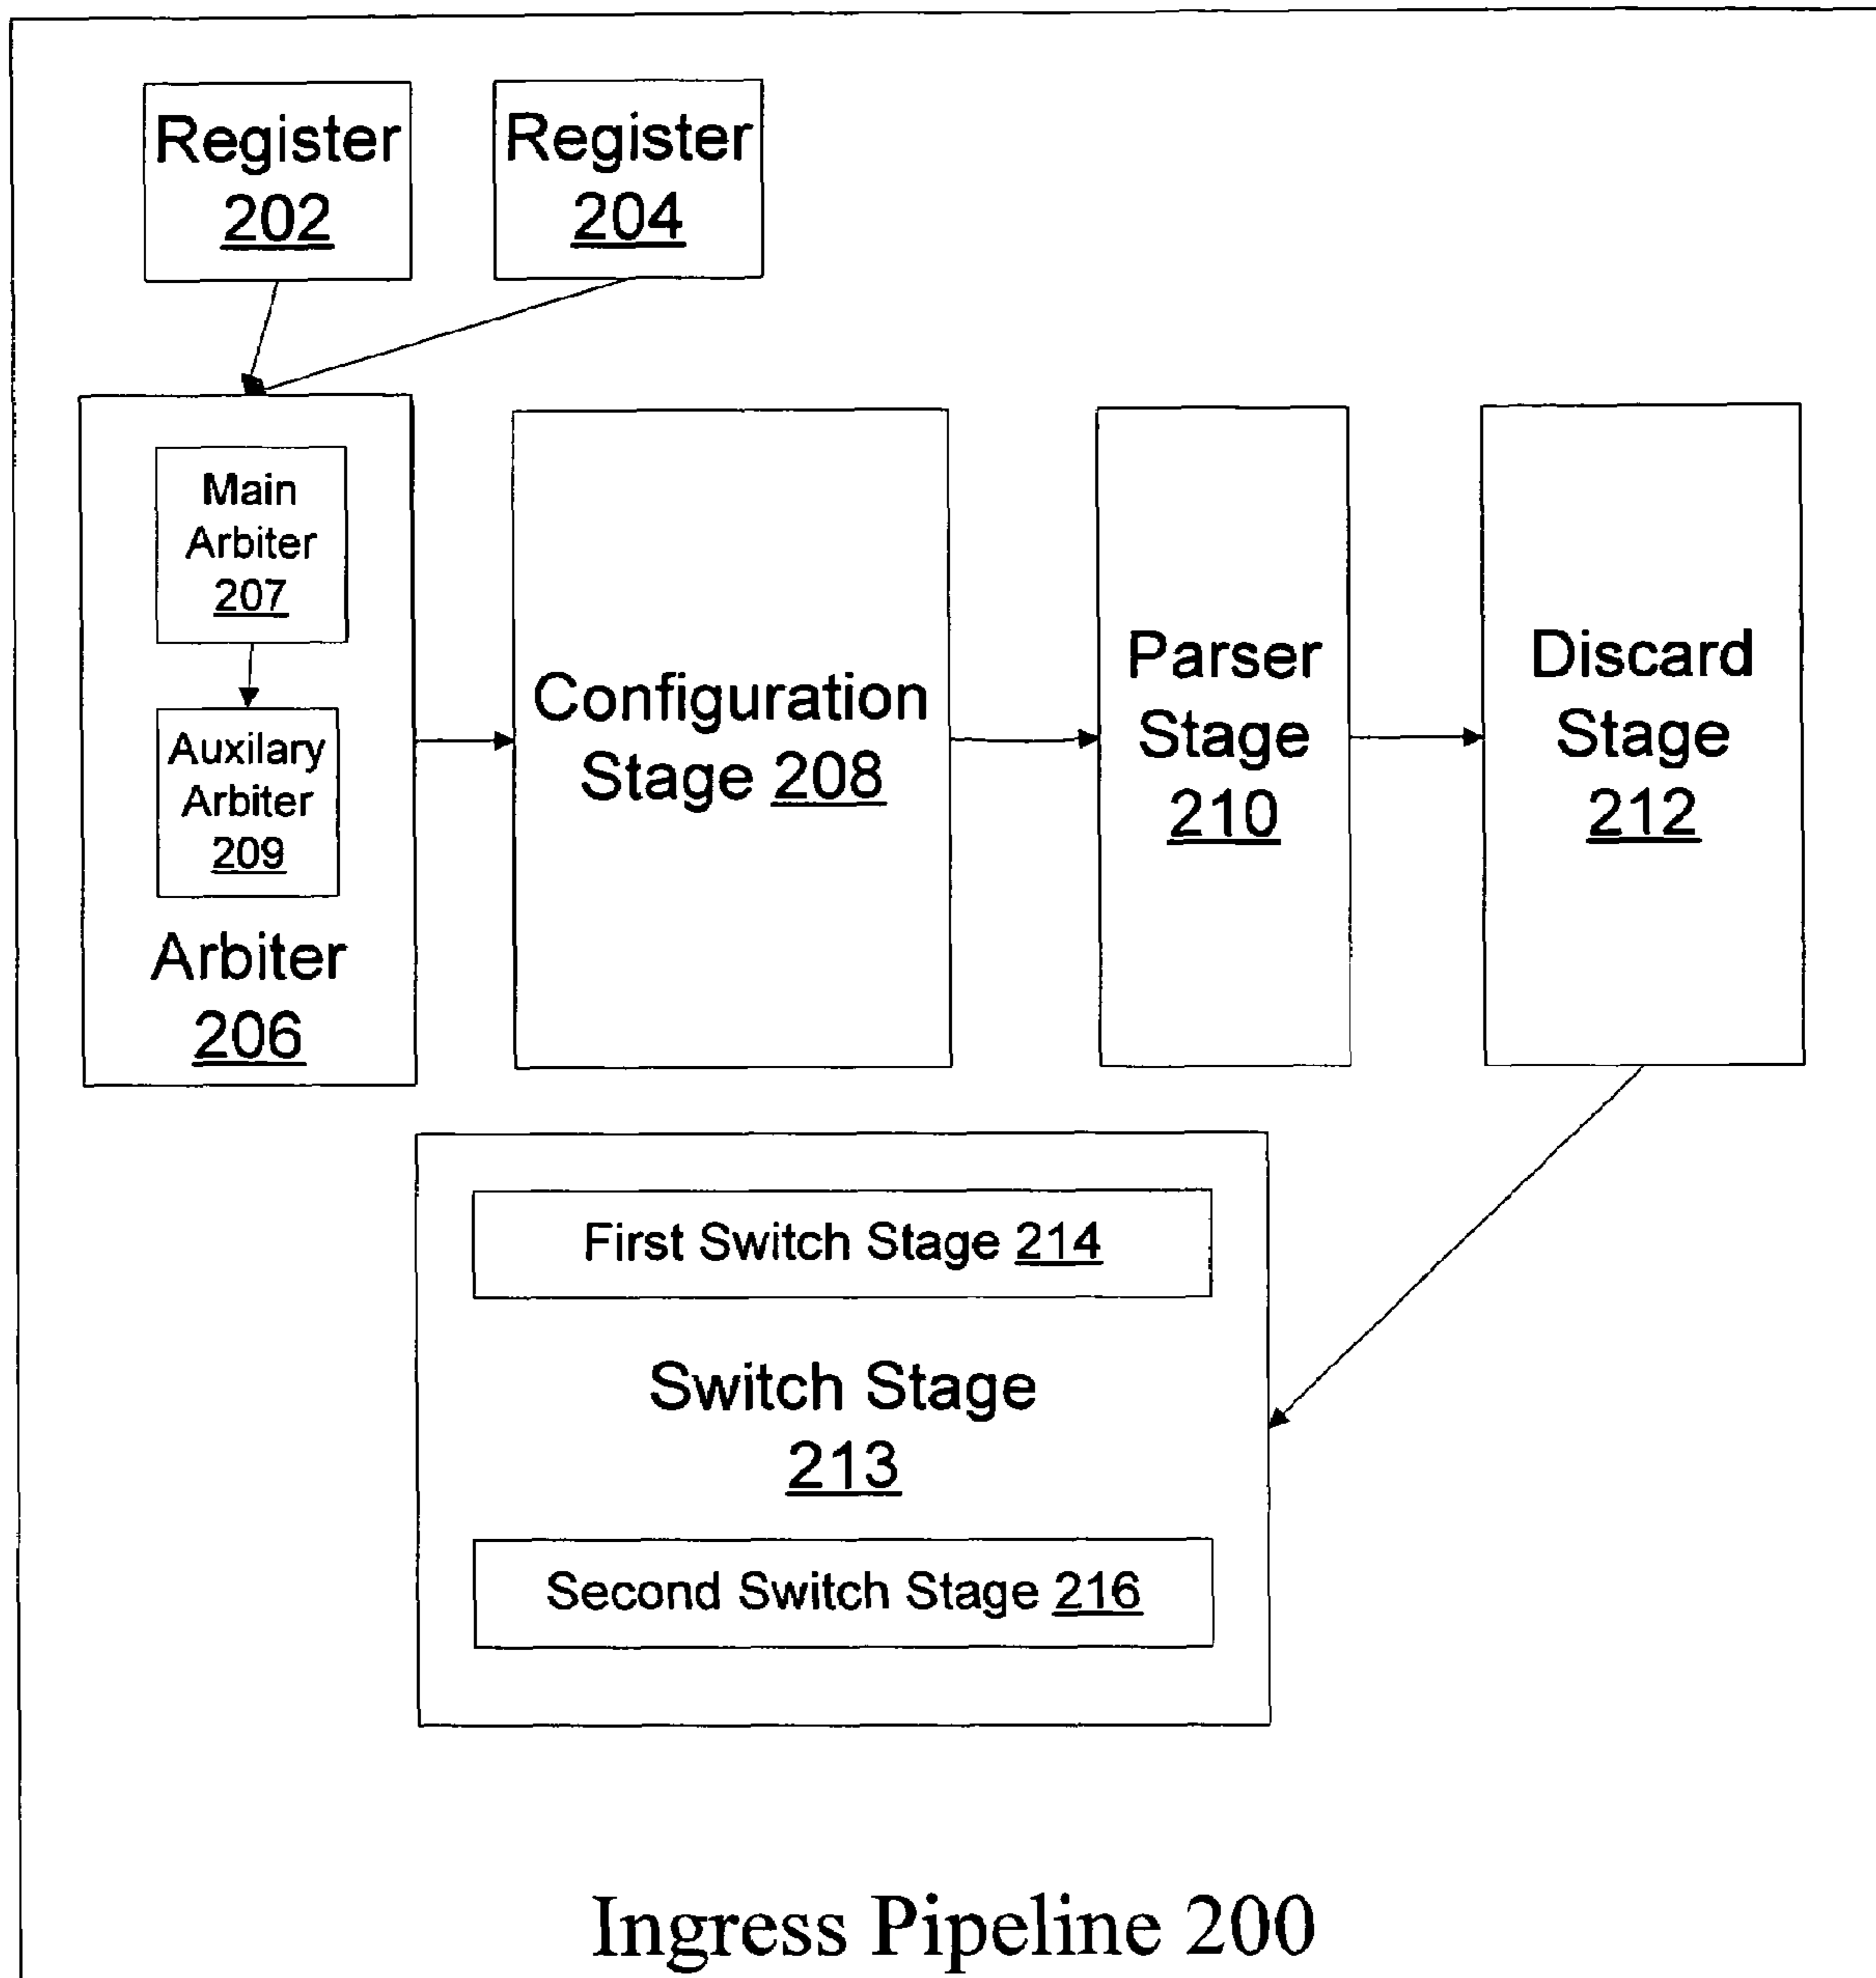 Register
202
Register
204
Main
Arbiter
207
Auxilary
Arbiter
209
Arbiter
206
Configuration
Stage 208
Parser
Stage
210
Discard
Stage
212
First Switch Stage 214
Switch Stage
213
Second Switch Stage 216
Ingress Pipeline 200